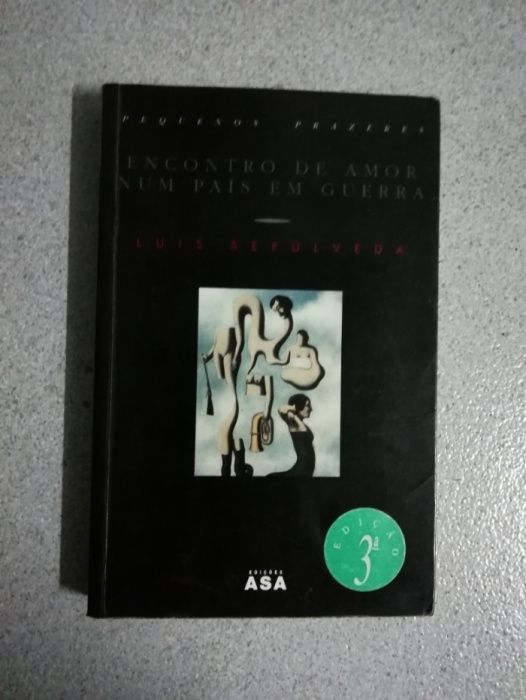 PEQUENOS PRAZERES
ENCONTRO DE AMOR
NUM PAÍS EM GUERRA
LUIS SEPÚLVEDA
EDIÇÃO
3ª
EDIÇÕES
ASA